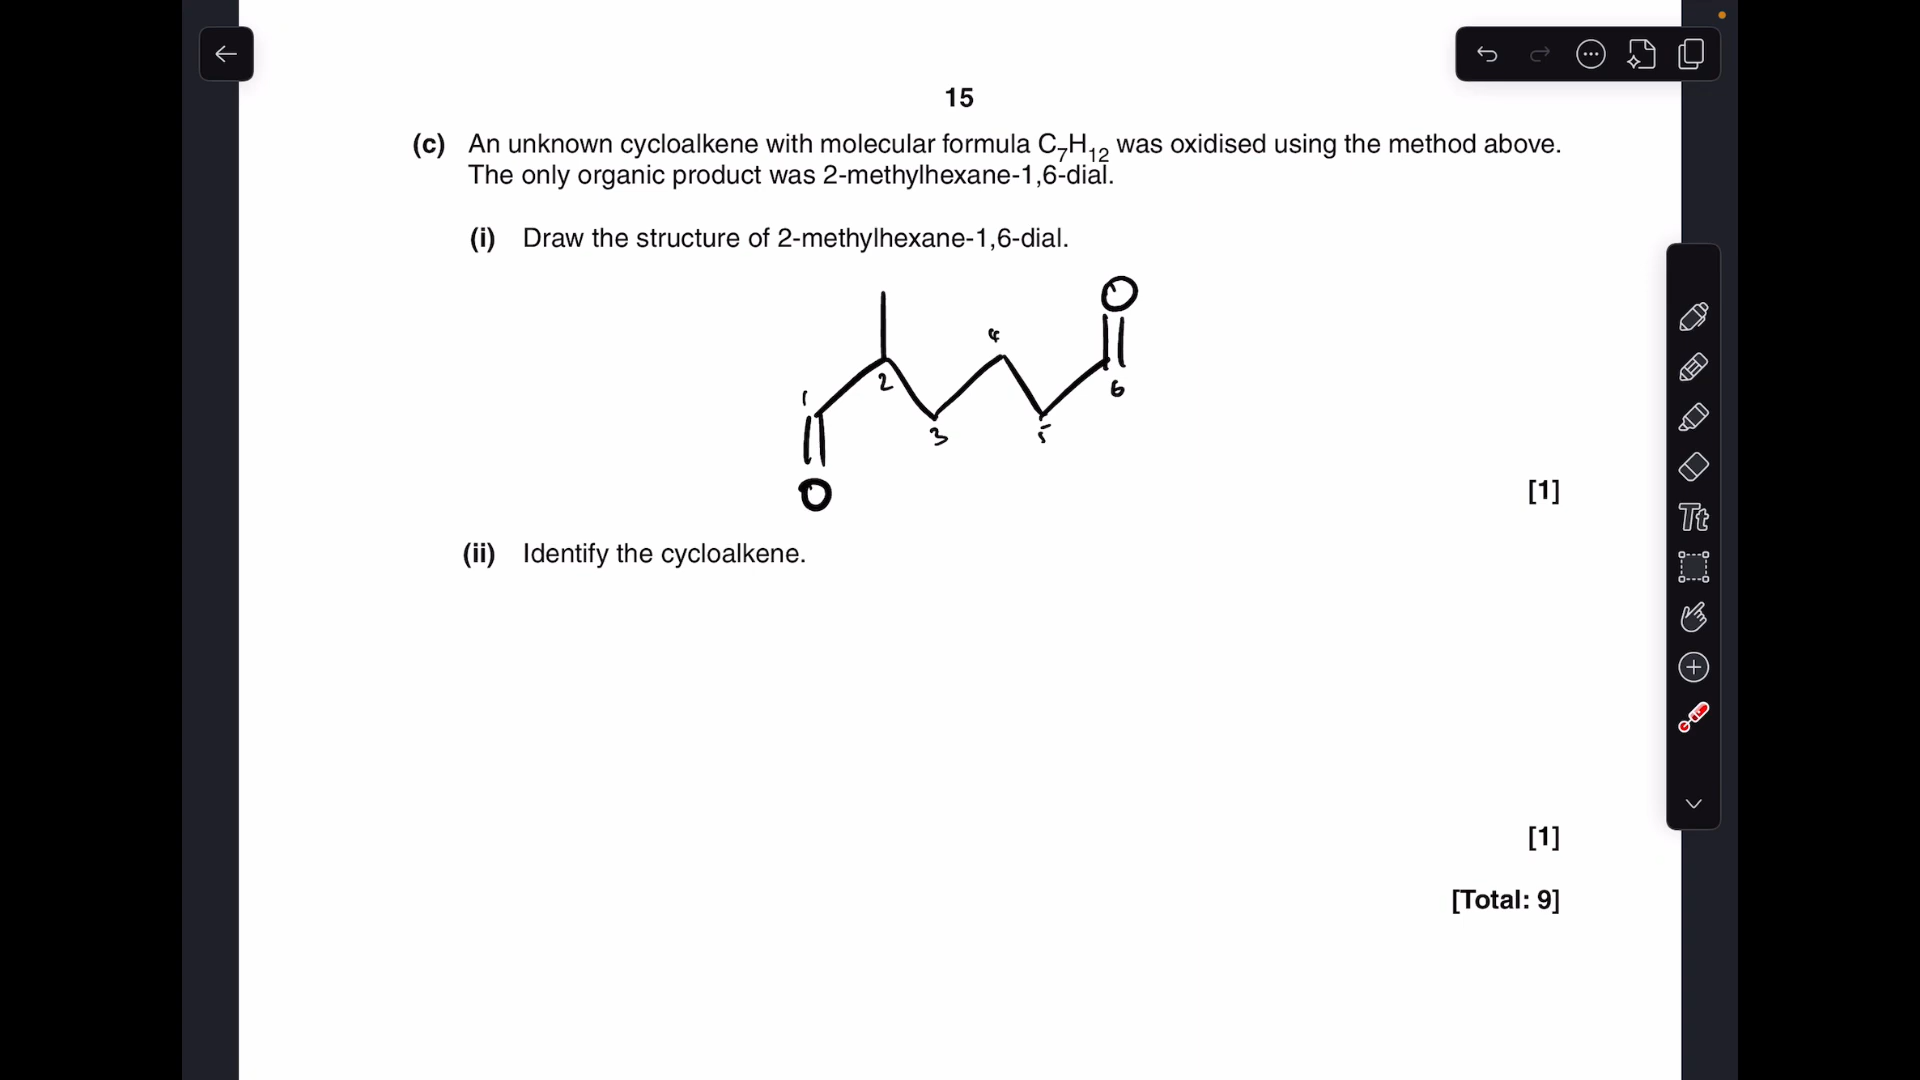 15
(c) An unknown cycloalkene with molecular formula C₇H₁₂ was oxidised using the method above.
The only organic product was 2-methylhexane-1,6-dial.
(i) Draw the structure of 2-methylhexane-1,6-dial.
O
4
1 2 6
3 5
O
[1]
(ii) Identify the cycloalkene.
[1]
[Total: 9]
Tt